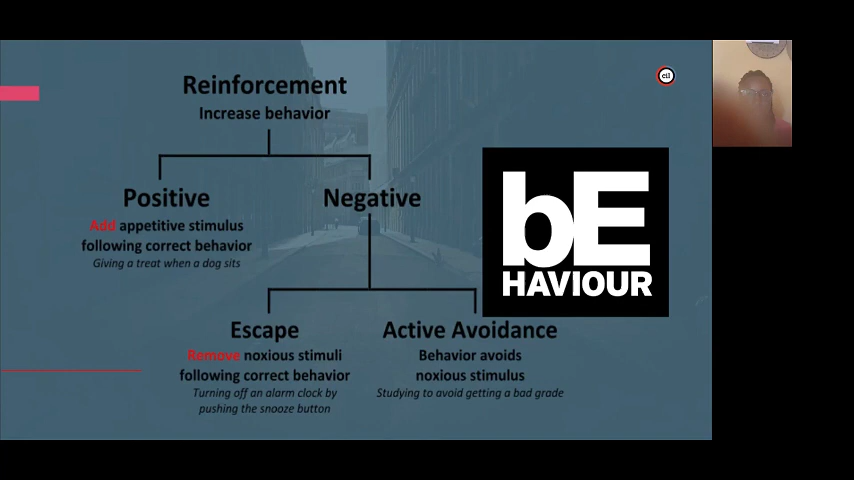 Reinforcement
Increase behavior
cil
Positive
Negative
Add appetitive stimulus
following correct behavior
Giving a treat when a dog sits
bE
HAVIOUR
Escape
Active Avoidance
Remove noxious stimuli
following correct behavior
Turning off an alarm clock by
pushing the snooze button
Behavior avoids
noxious stimulus
Studying to avoid getting a bad grade